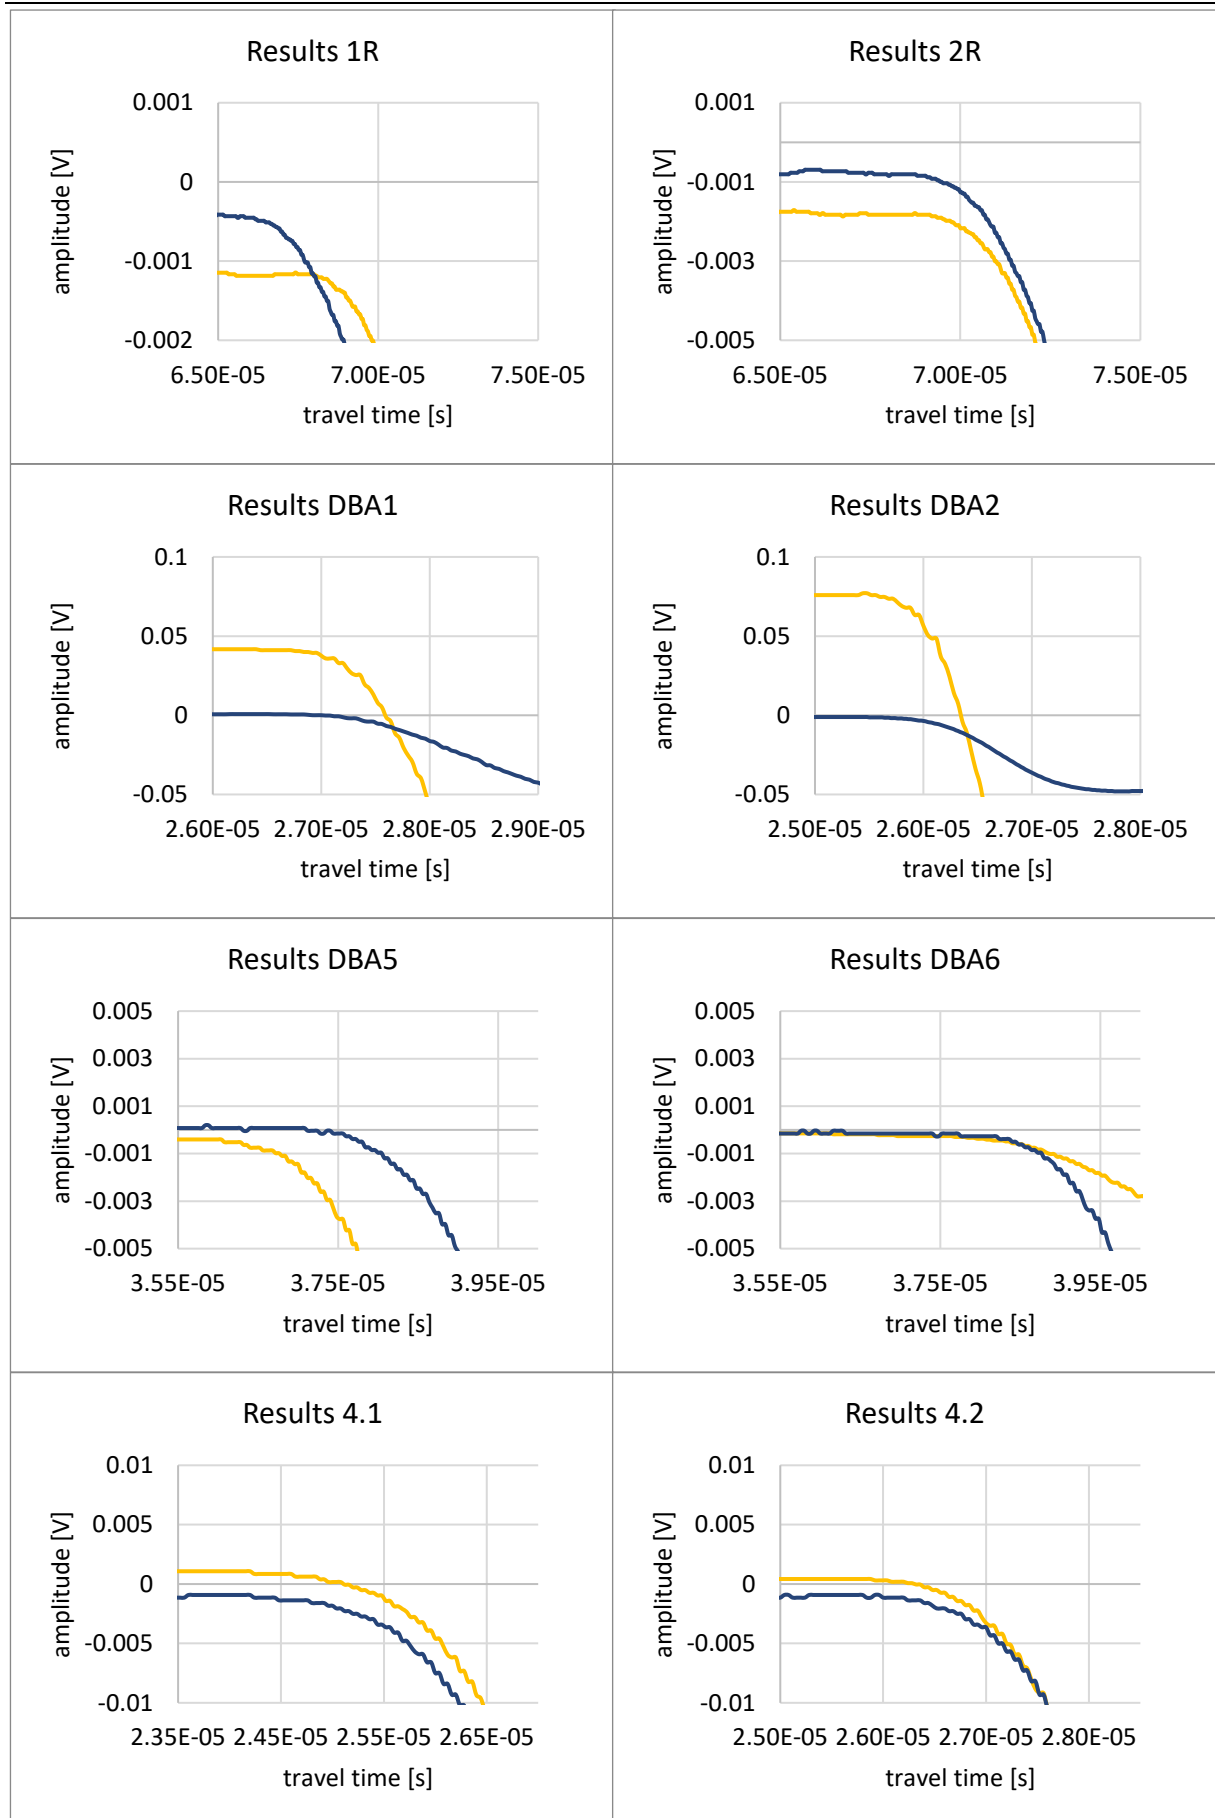 Results 1R
0.001
0
-0.001
-0.002
amplitude [V]
6.50E-05 7.00E-05 7.50E-05
travel time [s]
Results 2R
0.001
-0.001
-0.003
-0.005
amplitude [V]
6.50E-05 7.00E-05 7.50E-05
travel time [s]
Results DBA1
0.1
0.05
0
-0.05
amplitude [V]
2.60E-05 2.70E-05 2.80E-05 2.90E-05
travel time [s]
Results DBA2
0.1
0.05
0
-0.05
amplitude [V]
2.50E-05 2.60E-05 2.70E-05 2.80E-05
travel time [s]
Results DBA5
0.005
0.003
0.001
-0.001
-0.003
-0.005
amplitude [V]
3.55E-05 3.75E-05 3.95E-05
travel time [s]
Results DBA6
0.005
0.003
0.001
-0.001
-0.003
-0.005
amplitude [V]
3.55E-05 3.75E-05 3.95E-05
travel time [s]
Results 4.1
0.01
0.005
0
-0.005
-0.01
amplitude [V]
2.35E-05 2.45E-05 2.55E-05 2.65E-05
travel time [s]
Results 4.2
0.01
0.005
0
-0.005
-0.01
amplitude [V]
2.50E-05 2.60E-05 2.70E-05 2.80E-05
travel time [s]